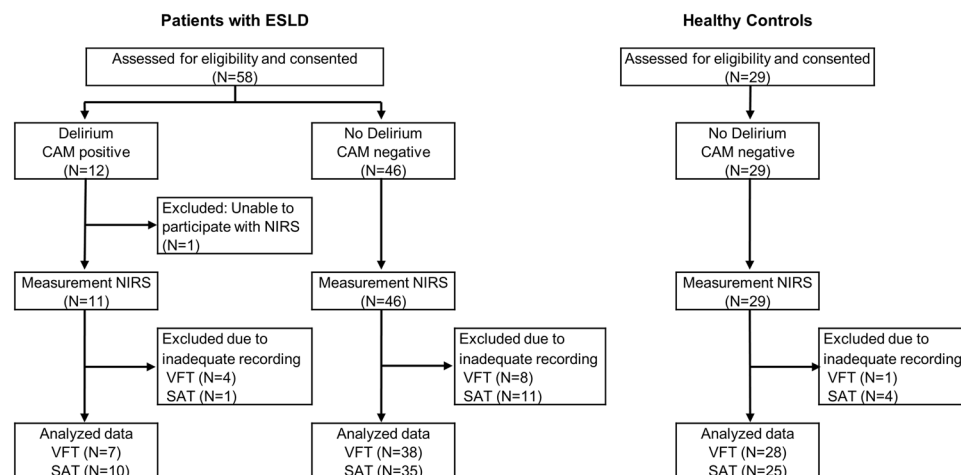 Patients with ESLD
Healthy Controls
Assessed for eligibility and consented
(N=58)
Assessed for eligibility and consented
(N=29)
Delirium
CAM positive
(N=12)
No Delirium
CAM negative
(N=46)
No Delirium
CAM negative
(N=29)
Excluded: Unable to
participate with NIRS
(N=1)
Measurement NIRS
(N=11)
Measurement NIRS
(N=46)
Measurement NIRS
(N=29)
Excluded due to
inadequate recording
VFT (N=4)
SAT (N=1)
Excluded due to
inadequate recording
VFT (N=8)
SAT (N=11)
Excluded due to
inadequate recording
VFT (N=1)
SAT (N=4)
Analyzed data
VFT (N=7)
SAT (N=10)
Analyzed data
VFT (N=38)
SAT (N=35)
Analyzed data
VFT (N=28)
SAT (N=25)